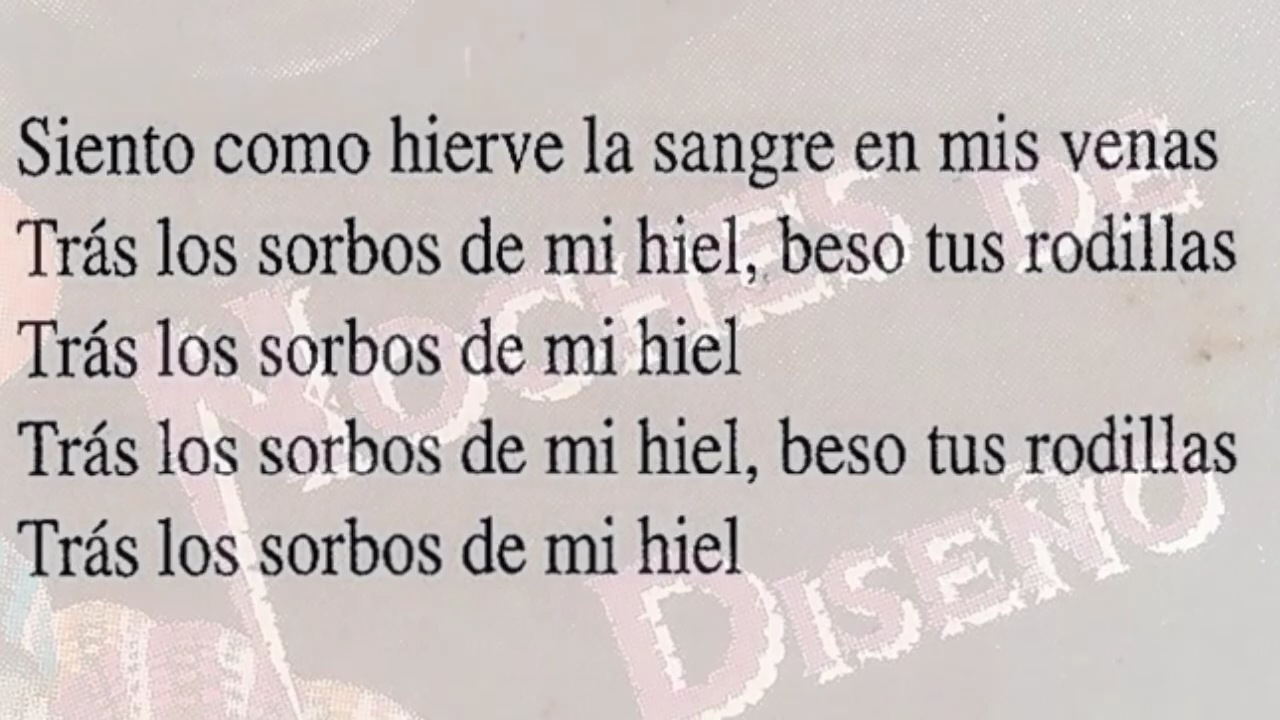 Siento como hierve la sangre en mis venas
Trás los sorbos de mi hiel, beso tus rodillas
Trás los sorbos de mi hiel
Trás los sorbos de mi hiel, beso tus rodillas
Trás los sorbos de mi hiel
NOCHES DE
DISEÑO